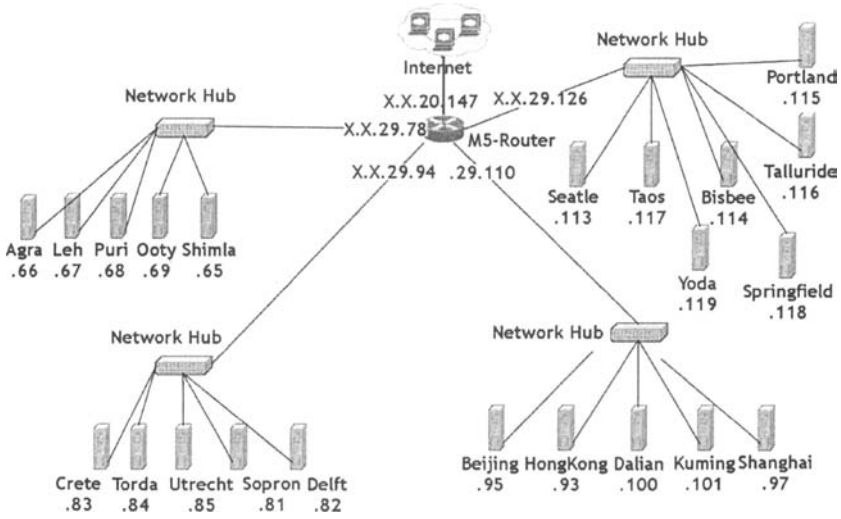 Internet
Network Hub
Portland
.115
Network Hub
X.X.20.147
X.X.29.126
X.X.29.78
M5-Router
Talluride
.116
X.X.29.94
.29.110
Seatle
.113
Taos
.117
Bisbee
.114
Agra
.66
Leh
.67
Puri
.68
Ooty
.69
Shimla
.65
Yoda
.119
Springfield
.118
Network Hub
Network Hub
Crete
.83
Torda
.84
Utrecht
.85
Sopron
.81
Delft
.82
Beijing
.95
HongKong
.93
Dalian
.100
Kuming
.101
Shanghai
.97